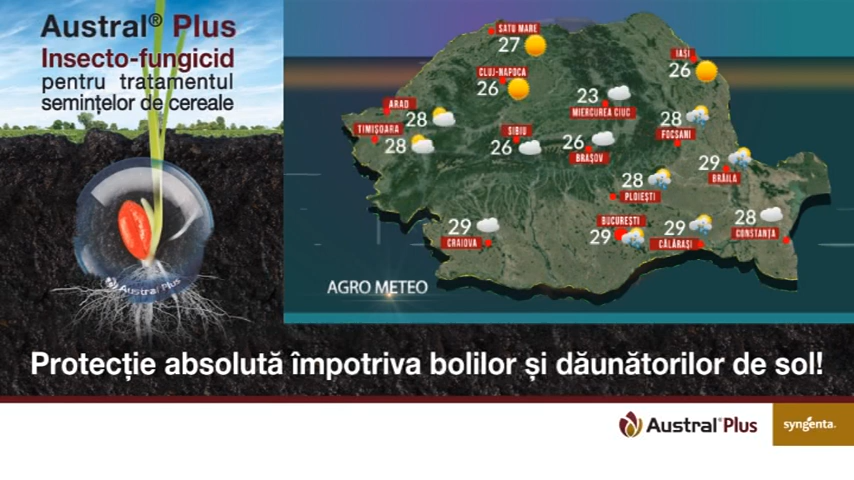 Austral® Plus
Insecto-fungicid
pentru tratamentul
semințelor de cereale
Austral Plus
SATU MARE
27
CLUJ-NAPOCA
26
IAȘI
26
ARAD
28
TIMIȘOARA
28
23
MIERCUREA CIUC
SIBIU
26
26
BRAȘOV
28
FOCȘANI
29
BRĂILA
28
PLOIEȘTI
29
CRAIOVA
BUCUREȘTI
29
29
CĂLĂRAȘI
28
CONSTANȚA
AGRO METEO
Protecție absolută împotriva bolilor și dăunătorilor de sol!
Austral®Plus
syngenta.